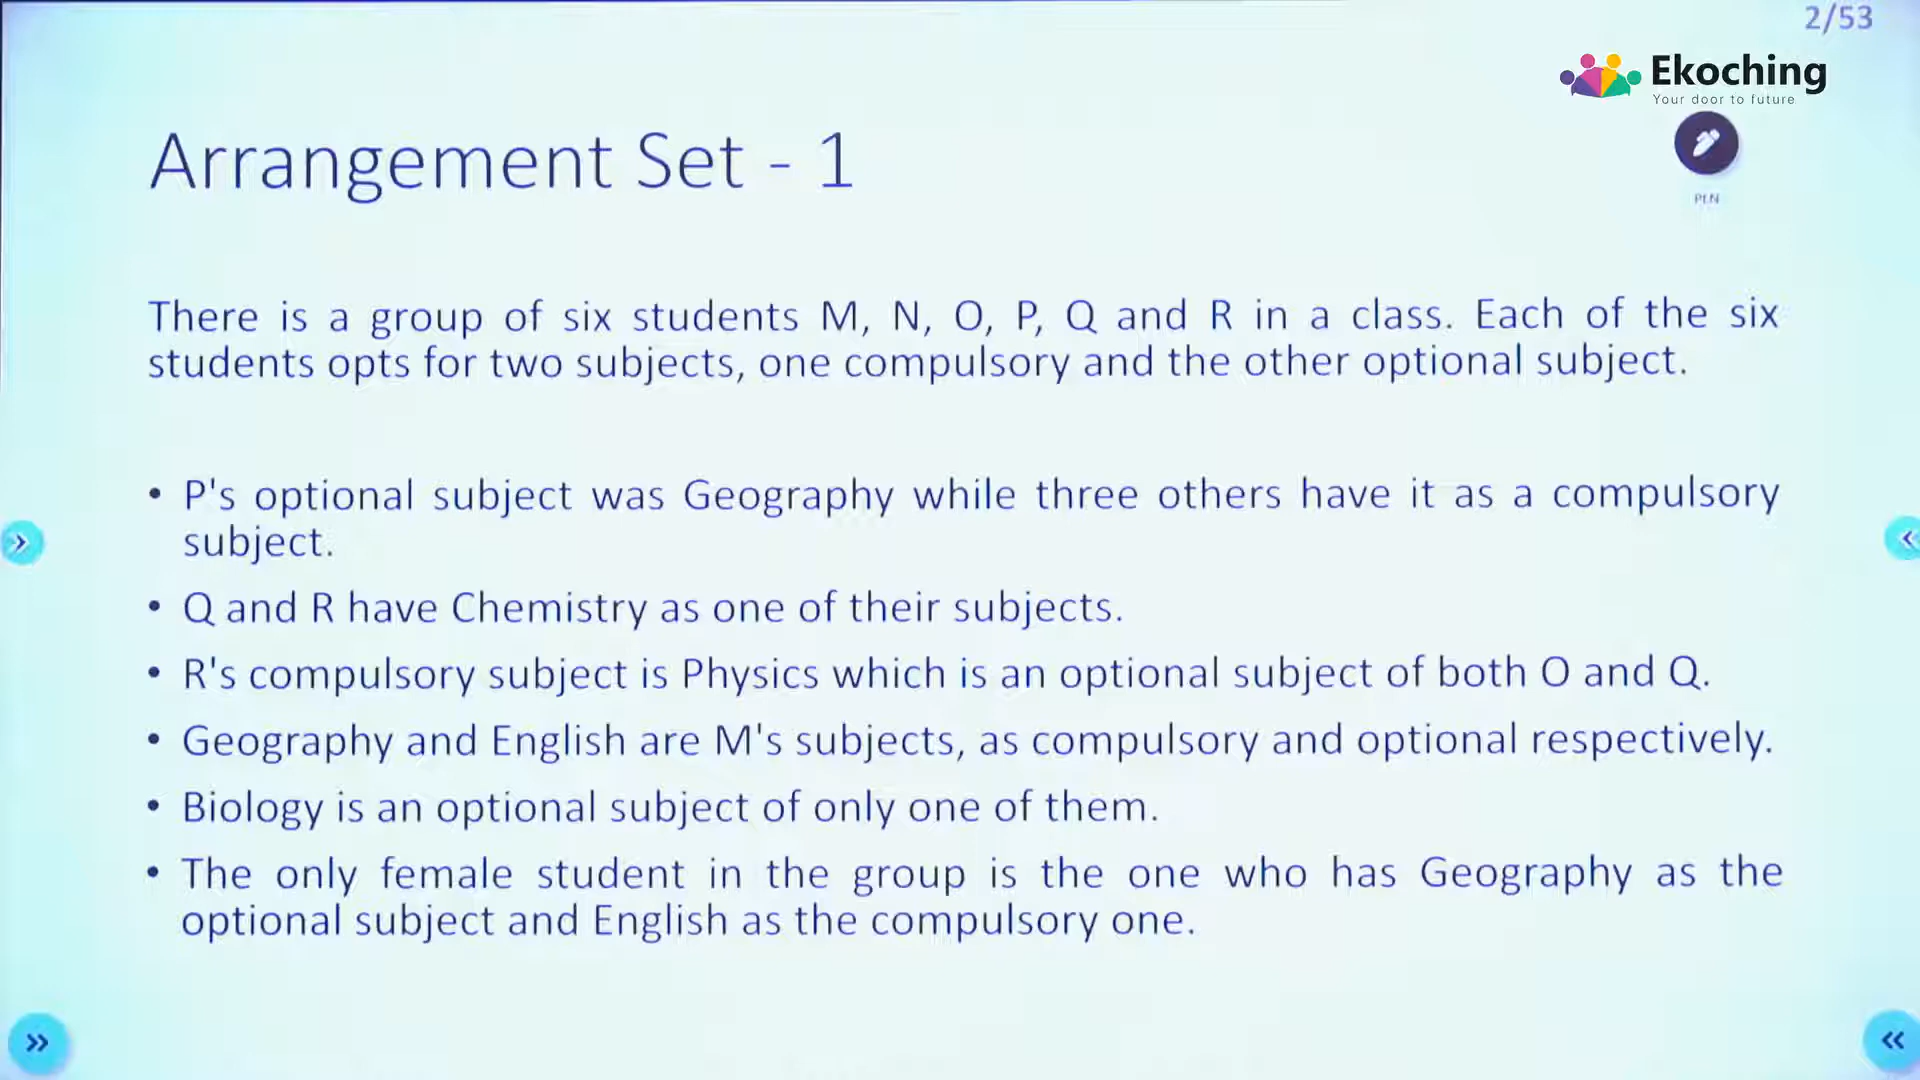 2/53
Ekoching
Your door to future
Arrangement Set - 1
PEN
There is a group of six students M, N, O, P, Q and R in a class. Each of the six
students opts for two subjects, one compulsory and the other optional subject.
• P's optional subject was Geography while three others have it as a compulsory
subject.
• Q and R have Chemistry as one of their subjects.
• R's compulsory subject is Physics which is an optional subject of both O and Q.
• Geography and English are M's subjects, as compulsory and optional respectively.
• Biology is an optional subject of only one of them.
• The only female student in the group is the one who has Geography as the
optional subject and English as the compulsory one.